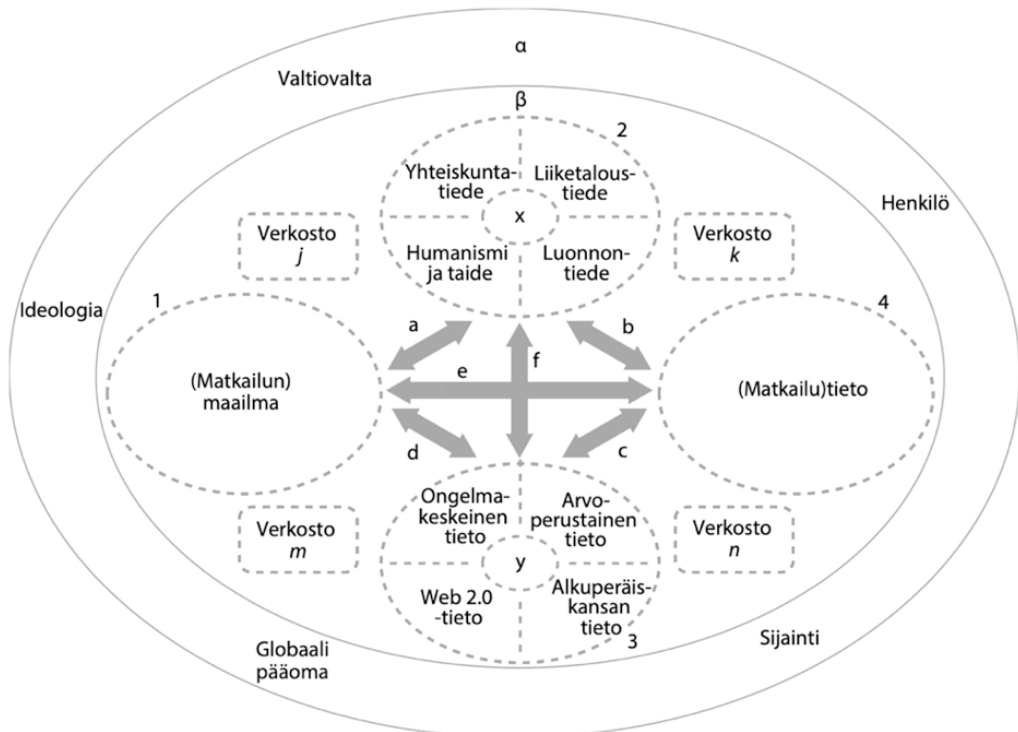 α
Valtiovalta
β
2
Yhteiskunta-
tiede
Liiketalous-
tiede
x
Humanismi
ja taide
Luonnon-
tiede
Henkilö
Verkosto
j
Verkosto
k
Ideologia
1
4
a
b
e
f
(Matkailun)
maailma
(Matkailu)tieto
d
c
Ongelma-
keskeinen
tieto
Arvo-
perustainen
tieto
y
Web 2.0
-tieto
Alkuperäis-
kansan
tieto
3
Verkosto
m
Verkosto
n
Globaali
pääoma
Sijainti